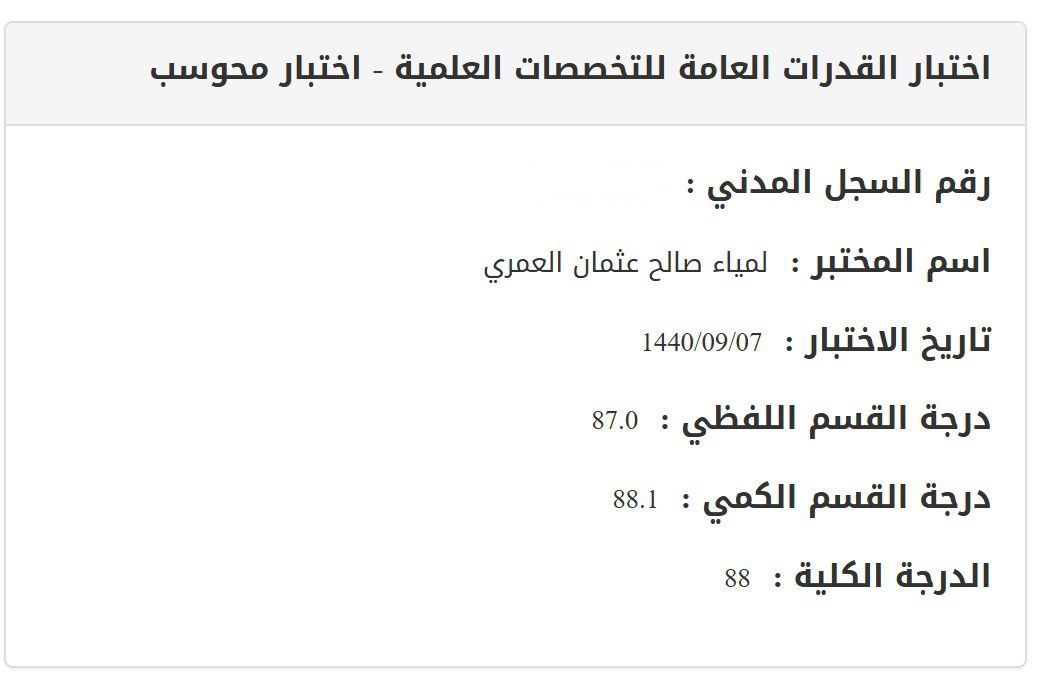 اختبار القدرات العامة للتخصصات العلمية - اختبار محوسب
رقم السجل المدني :
اسم المختبر : لمياء صالح عثمان العمري
تاريخ الاختبار : 1440/09/07
درجة القسم اللفظي : 87.0
درجة القسم الكمي : 88.1
الدرجة الكلية : 88